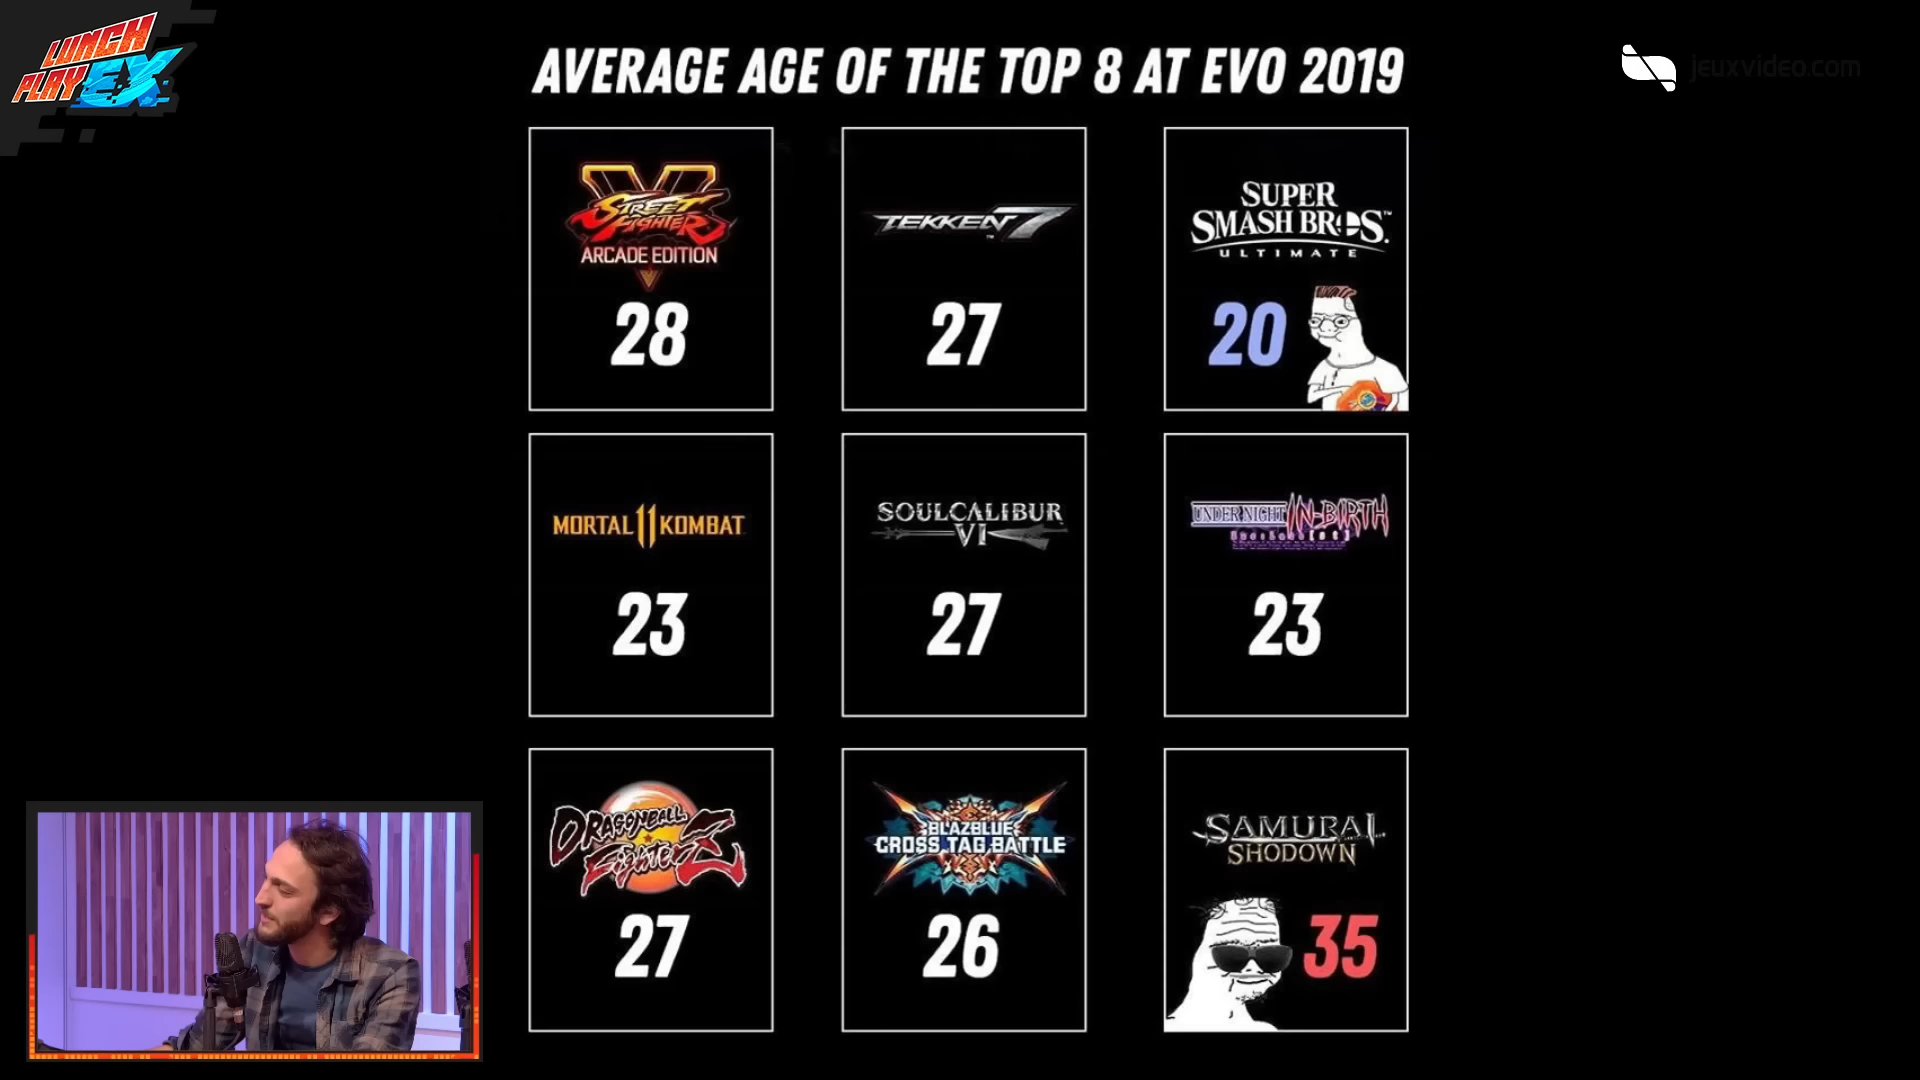 LUNCH
PLAY EX
jeuxvideo.com
AVERAGE AGE OF THE TOP 8 AT EVO 2019
V
STREET
FIGHTER
ARCADE EDITION
28
TEKKEN 7
27
SUPER
SMASH BROS.
ULTIMATE
20
MORTAL 11 KOMBAT
23
SOULCALIBUR
VI
27
UNDER NIGHT IN-BIRTH
23
DRAGONBALL
FighterZ
27
BLAZBLUE
CROSS TAG BATTLE
26
SAMURAI
SHODOWN
35